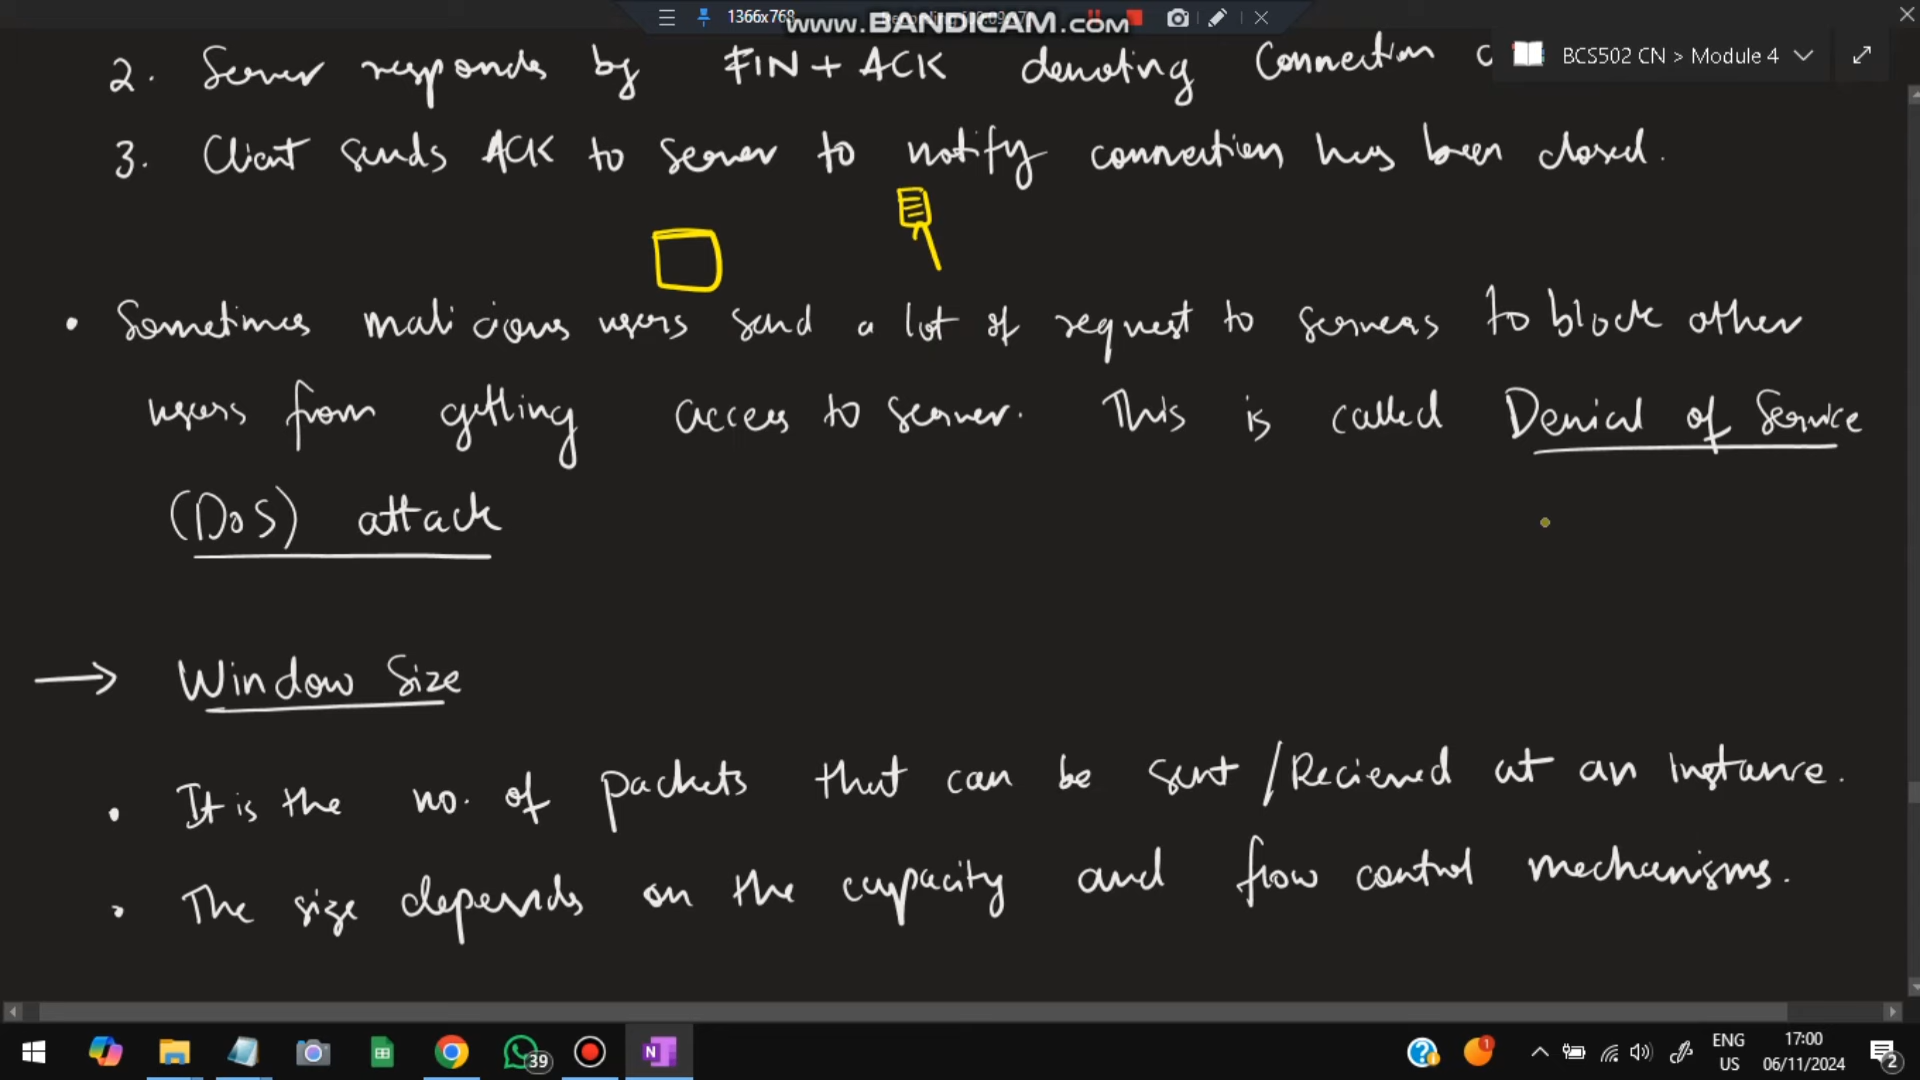 1366x768
www.BANDICAM.com
BCS502 CN > Module 4
2. Server responds by FIN + ACK denoting Connection c
3. Client sends ACK to server to notify connection has been closed.
• Sometimes malicious users send a lot of request to servers to block other
users from getting access to server. This is called Denial of Service
(DoS) attack
→ Window Size
• It is the no. of packets that can be sent / Recieved at an instance.
• The size depends on the capacity and flow control mechanisms.
39
N
1
ENG
US
17:00
06/11/2024
2